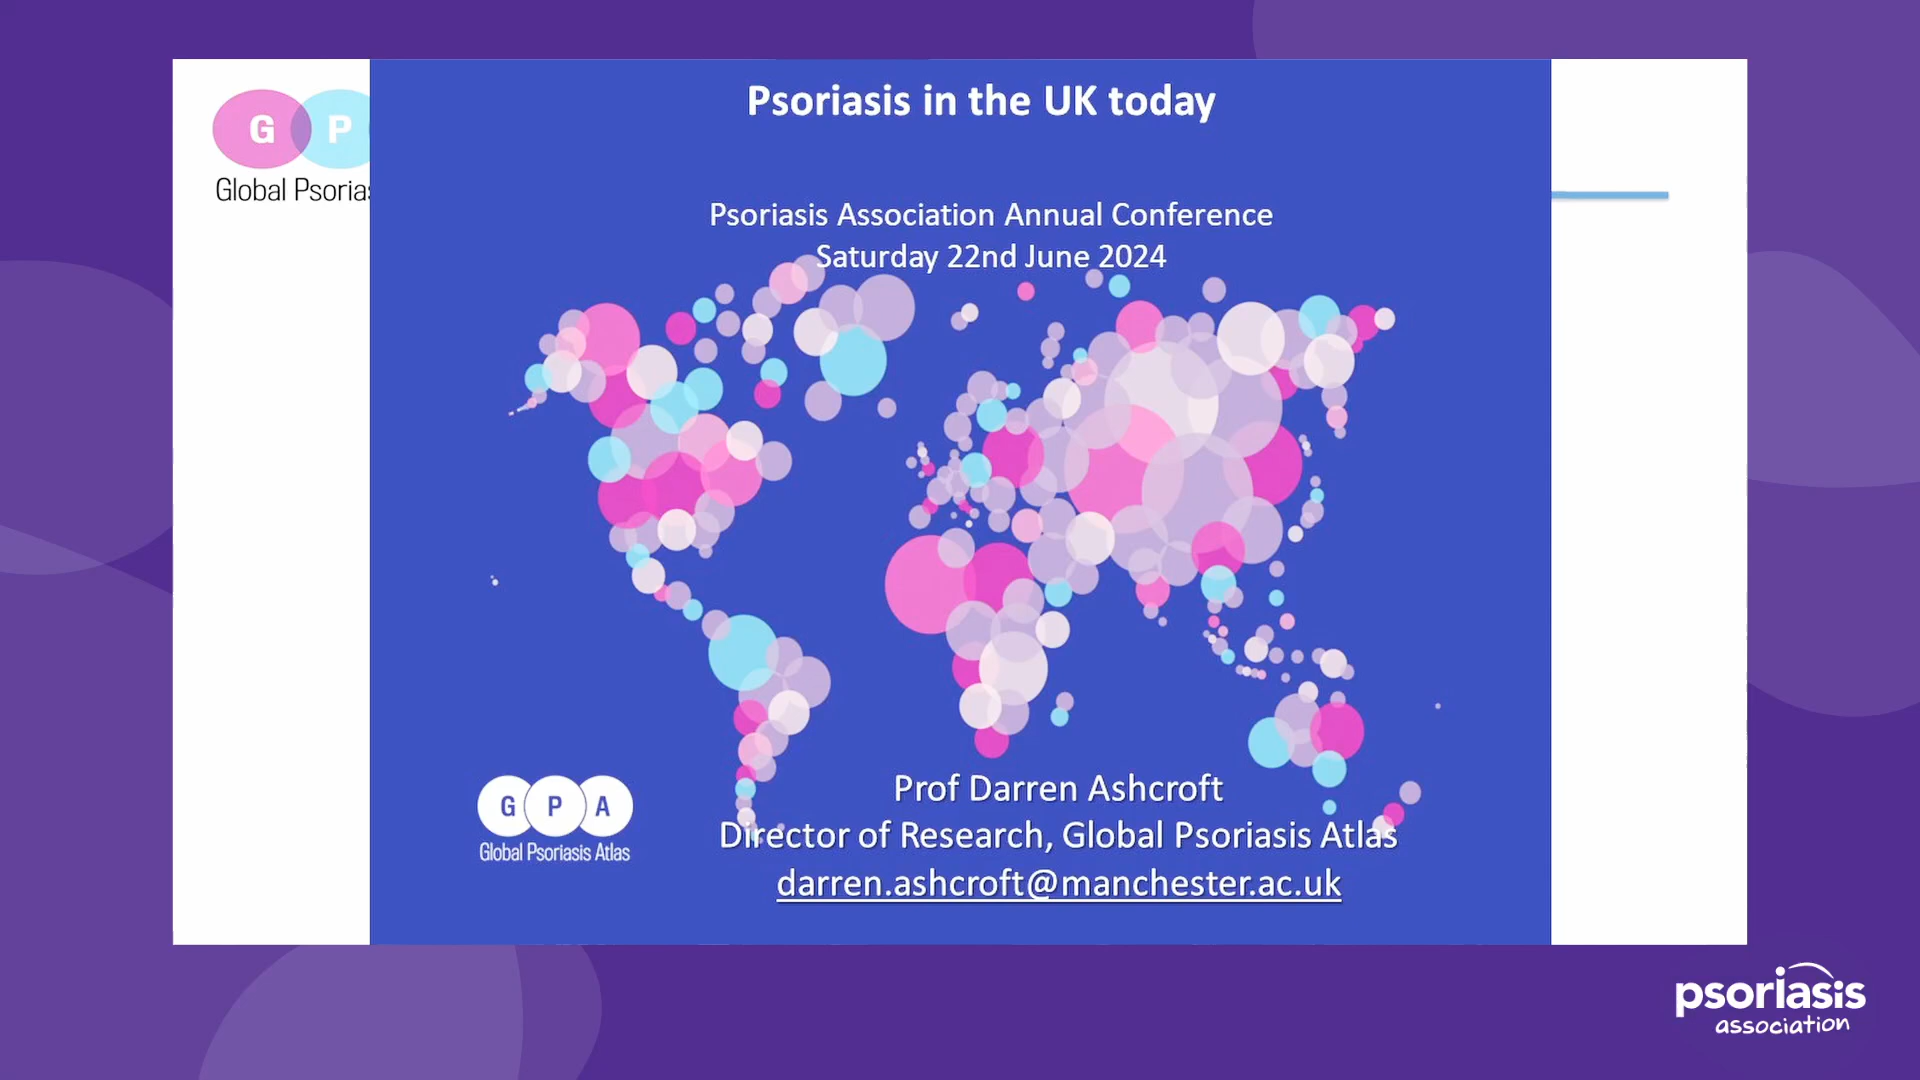 G P
Global Psorias
Psoriasis in the UK today
Psoriasis Association Annual Conference
Saturday 22nd June 2024
G P A
Global Psoriasis Atlas
Prof Darren Ashcroft
Director of Research, Global Psoriasis Atlas
darren.ashcroft@manchester.ac.uk
psoriasis
association